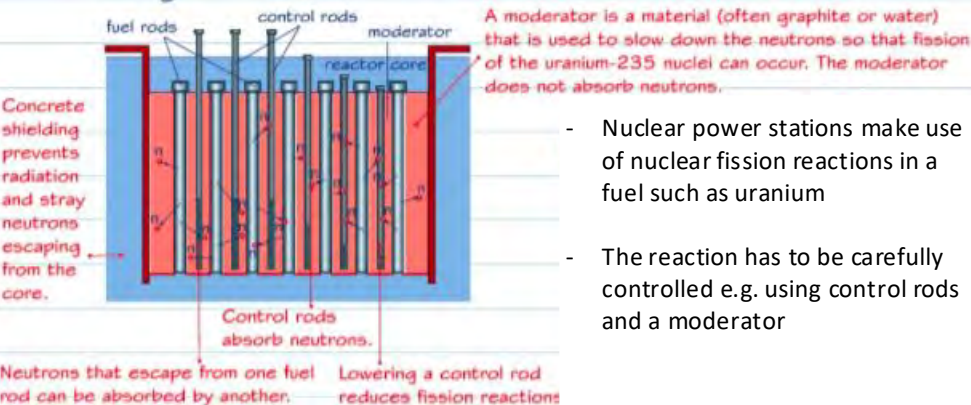 fuel rods
control rods
moderator
reactor core
A moderator is a material (often graphite or water)
that is used to slow down the neutrons so that fission
of the uranium-235 nuclei can occur. The moderator
does not absorb neutrons.
Concrete
shielding
prevents
radiation
and stray
neutrons
escaping
from the
core.
- Nuclear power stations make use
of nuclear fission reactions in a
fuel such as uranium
- The reaction has to be carefully
controlled e.g. using control rods
and a moderator
Control rods
absorb neutrons.
Neutrons that escape from one fuel
rod can be absorbed by another.
Lowering a control rod
reduces fission reactions